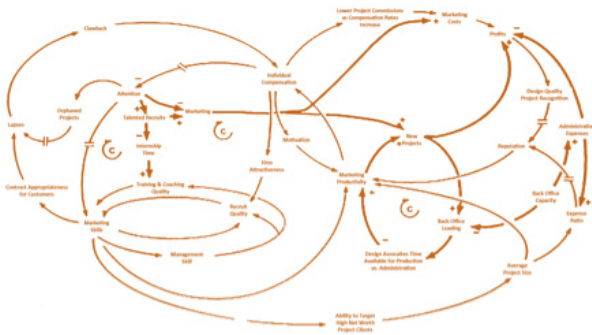 Lower Project Commissions
as Compensation Rates
Increase
Marketing
Costs
Clawback
Profits
Individual
Compensation
Design Quality
Project Recognition
Attention
Orphaned
Projects
Talented Recruits
Marketing
Lapses
Internship
Time
Motivation
New
Projects
Reputation
Administrative
Expenses
Firm
Attractiveness
Contract Appropriateness
for Customers
Training & Coaching
Quality
Marketing
Productivity
Back Office
Capacity
Recruit
Quality
Marketing
Skills
Back Office
Loading
Expense
Ratio
Management
Skill
Design Associates Time
Available for Production
vs. Administration
Average
Project Size
Ability to Target
High Net Worth
Project Clients
C
C
C